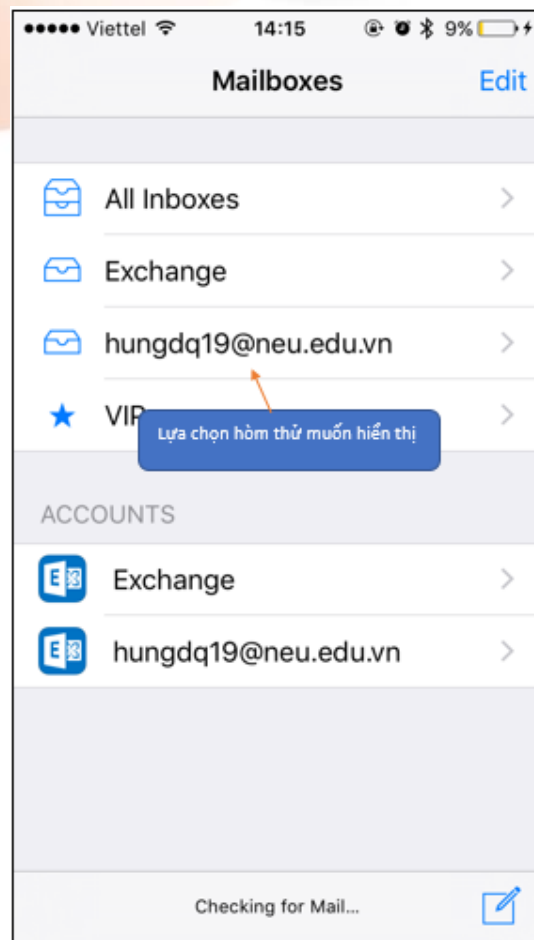 Viettel 14:15 9%
Mailboxes Edit
All Inboxes
Exchange
hungdq19@neu.edu.vn
VIP
Lựa chọn hòm thử muốn hiển thị
ACCOUNTS
Exchange
hungdq19@neu.edu.vn
Checking for Mail...